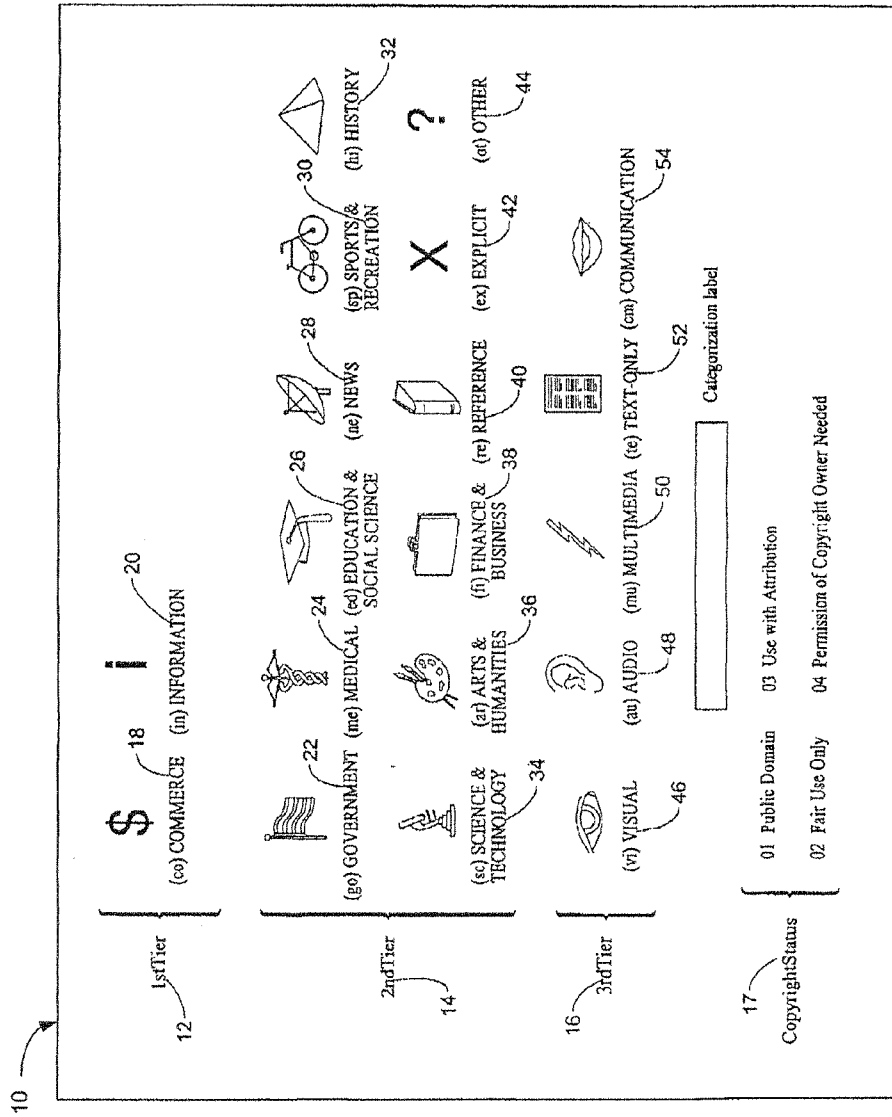 10
1stTier
12
$
18
(co) COMMERCE
i
20
(in) INFORMATION
2ndTier
14
22
(go) GOVERNMENT
24
(me) MEDICAL
26
(ed) EDUCATION &
SOCIAL SCIENCE
28
(ne) NEWS
30
(sp) SPORTS &
RECREATION
32
(hi) HISTORY
(sc) SCIENCE &
TECHNOLOGY
34
(ar) ARTS &
HUMANITIES
36
(fi) FINANCE &
BUSINESS
38
(re) REFERENCE
40
X
(ex) EXPLICIT
42
?
(ot) OTHER
44
3rdTier
16
(vi) VISUAL
46
(au) AUDIO
48
(mu) MULTIMEDIA
50
(te) TEXT-ONLY
52
(cm) COMMUNICATION
54
Categorization label
17
CopyrightStatus
01 Public Domain
03 Use with Attribution
02 Fair Use Only
04 Permission of Copyright Owner Needed